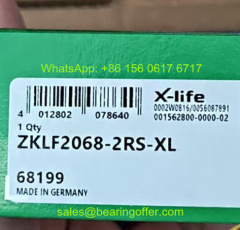 X-life
WhatsApp: +86 156 0617 6717
0002W0816/0056087891
001562800-0000-02
4 012802 078640
1 Qty
ZKLF2068-2RS-XL
68199
MADE IN GERMANY
sales@bearingoffer.com